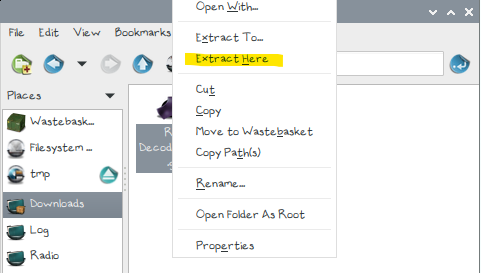 Open With...
File Edit View Bookmarks
Extract To...
Extract Here
Places
Cut
Copy
Move to Wastebasket
Copy Path(s)
Rename...
Open Folder As Root
Properties
Wastebask...
Filesystem ...
tmp
Downloads
Log
Radio
R
Decod